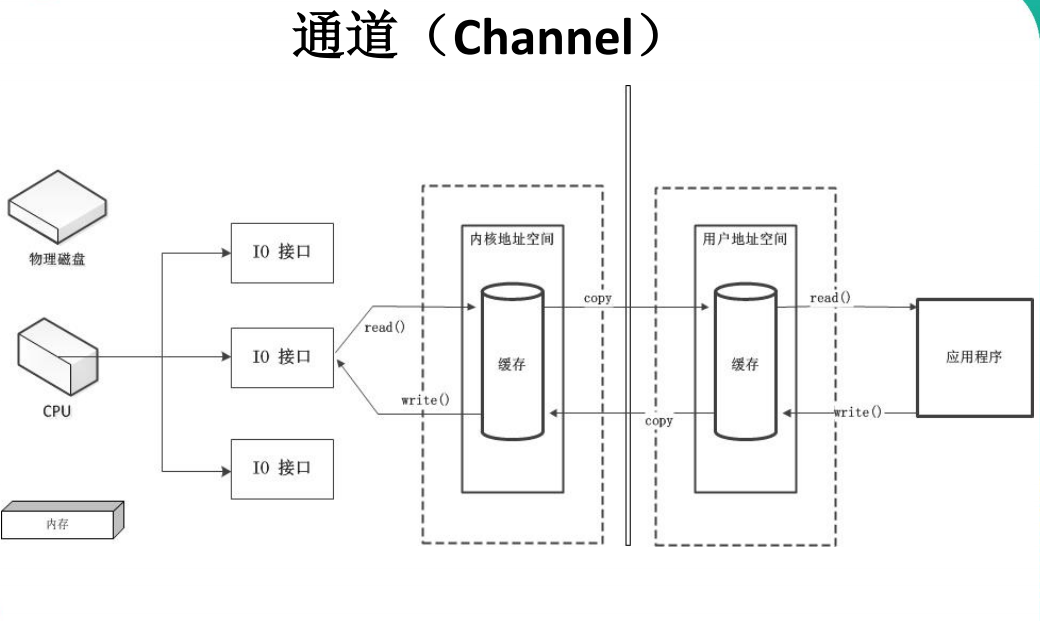 通道（Channel）
物理磁盘
CPU
内存
IO 接口
IO 接口
IO 接口
read()
write()
内核地址空间
缓存
copy
copy
用户地址空间
缓存
read()
write()
应用程序